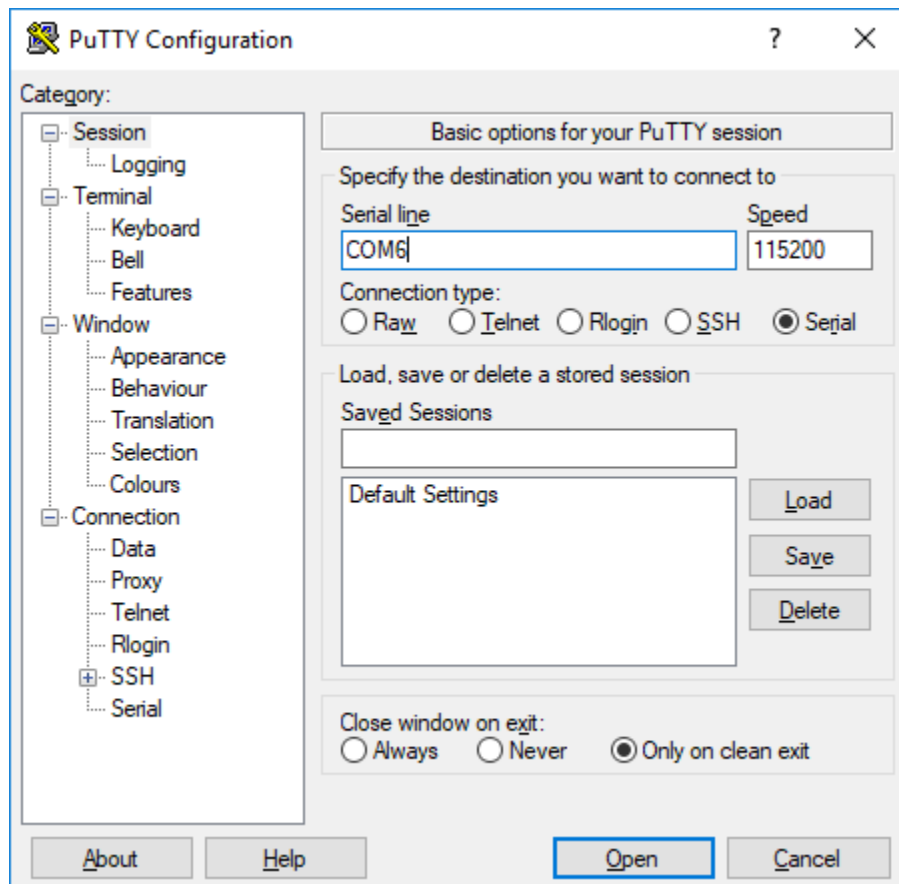 PuTTY Configuration
?
Category:
Session
Logging
Terminal
Keyboard
Bell
Features
Window
Appearance
Behaviour
Translation
Selection
Colours
Connection
Data
Proxy
Telnet
Rlogin
SSH
Serial
Basic options for your PuTTY session
Specify the destination you want to connect to
Serial line Speed
COM6 115200
Connection type:
Raw Telnet Rlogin SSH Serial
Load, save or delete a stored session
Saved Sessions
Default Settings
Load
Save
Delete
Close window on exit:
Always Never Only on clean exit
About Help Open Cancel